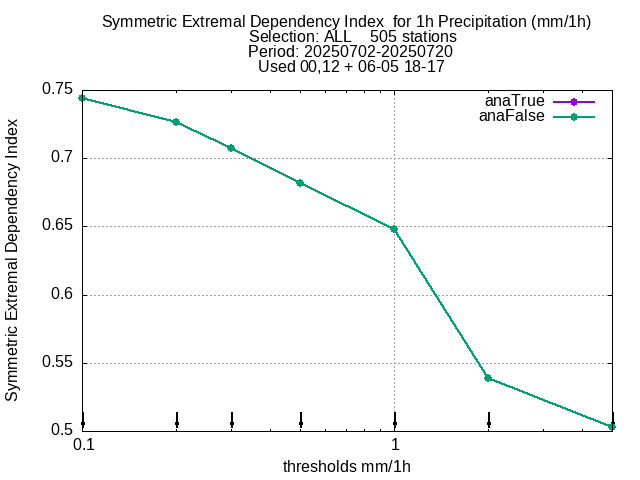 Symmetric Extremal Dependency Index  for 1h Precipitation (mm/1h)
Selection: ALL    505 stations
Period: 20250702-20250720
Used 00,12 + 06-05 18-17
anaTrue
anaFalse
Symmetric Extremal Dependency Index
0.75
0.7
0.65
0.6
0.55
0.5
0.1
1
thresholds mm/1h